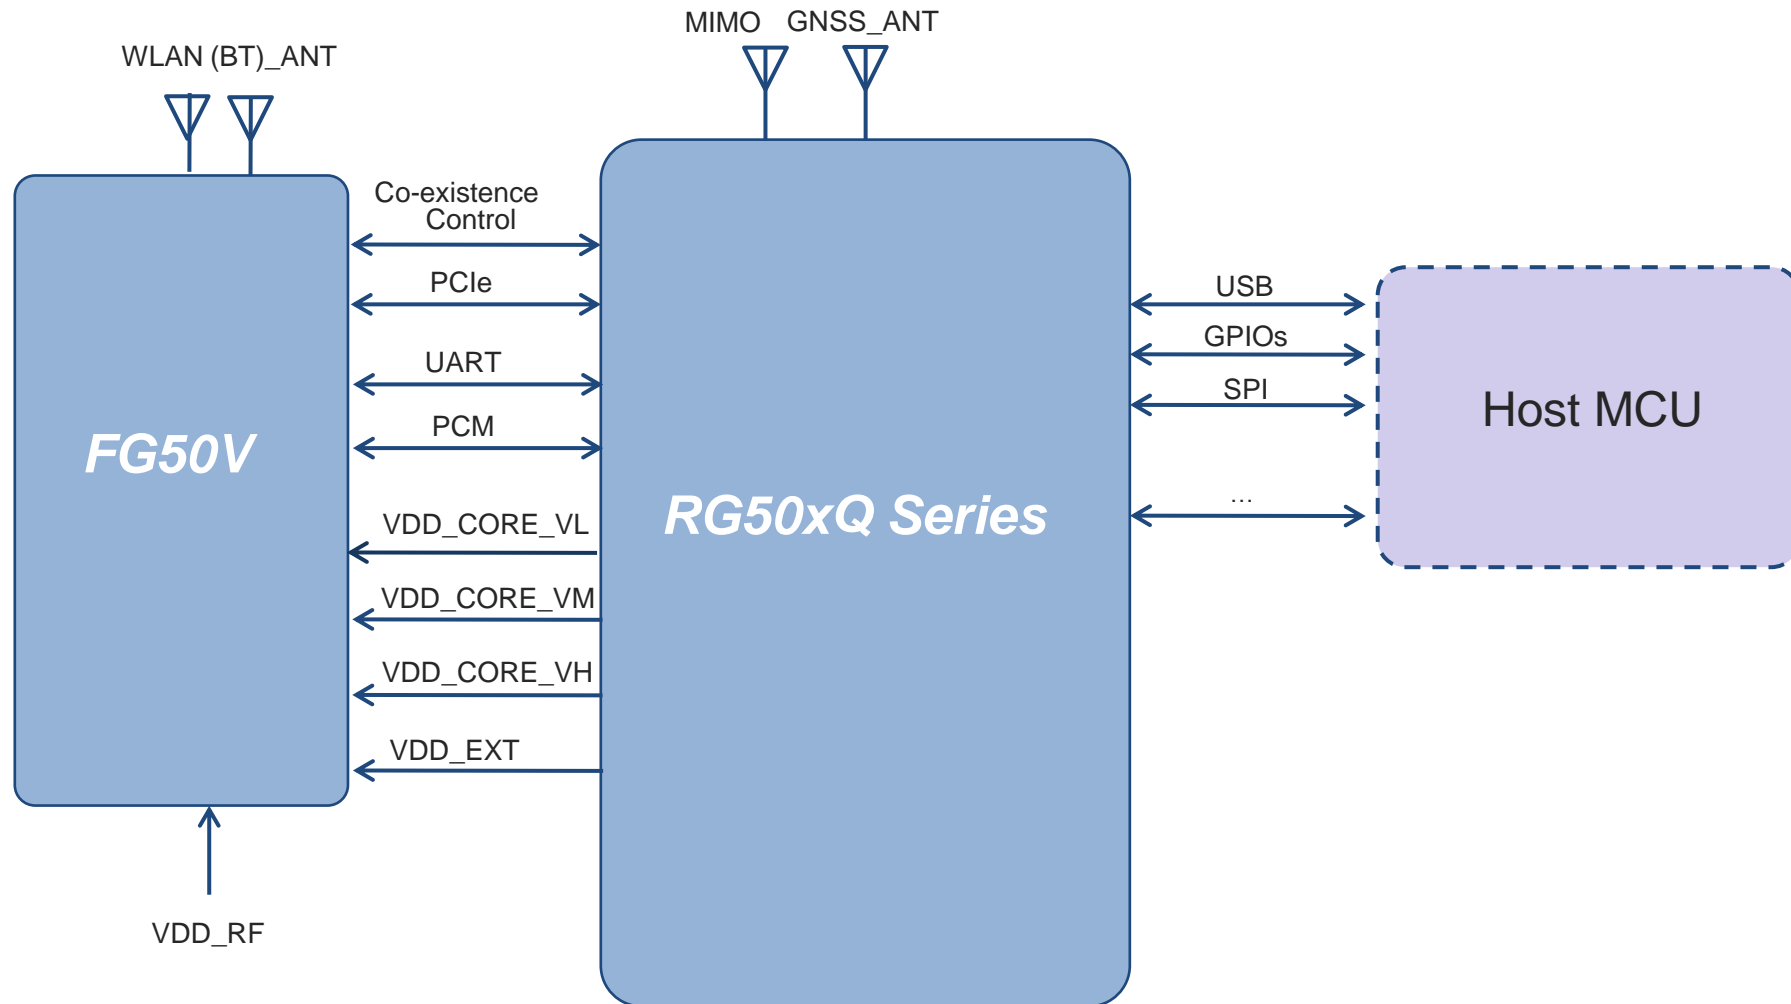 MIMO GNSS_ANT
WLAN (BT)_ANT
Co-existence
Control
PCIe
UART
PCM
VDD_CORE_VL
VDD_CORE_VM
VDD_CORE_VH
VDD_EXT
FG50V
VDD_RF
RG50xQ Series
USB
GPIOs
SPI
...
Host MCU